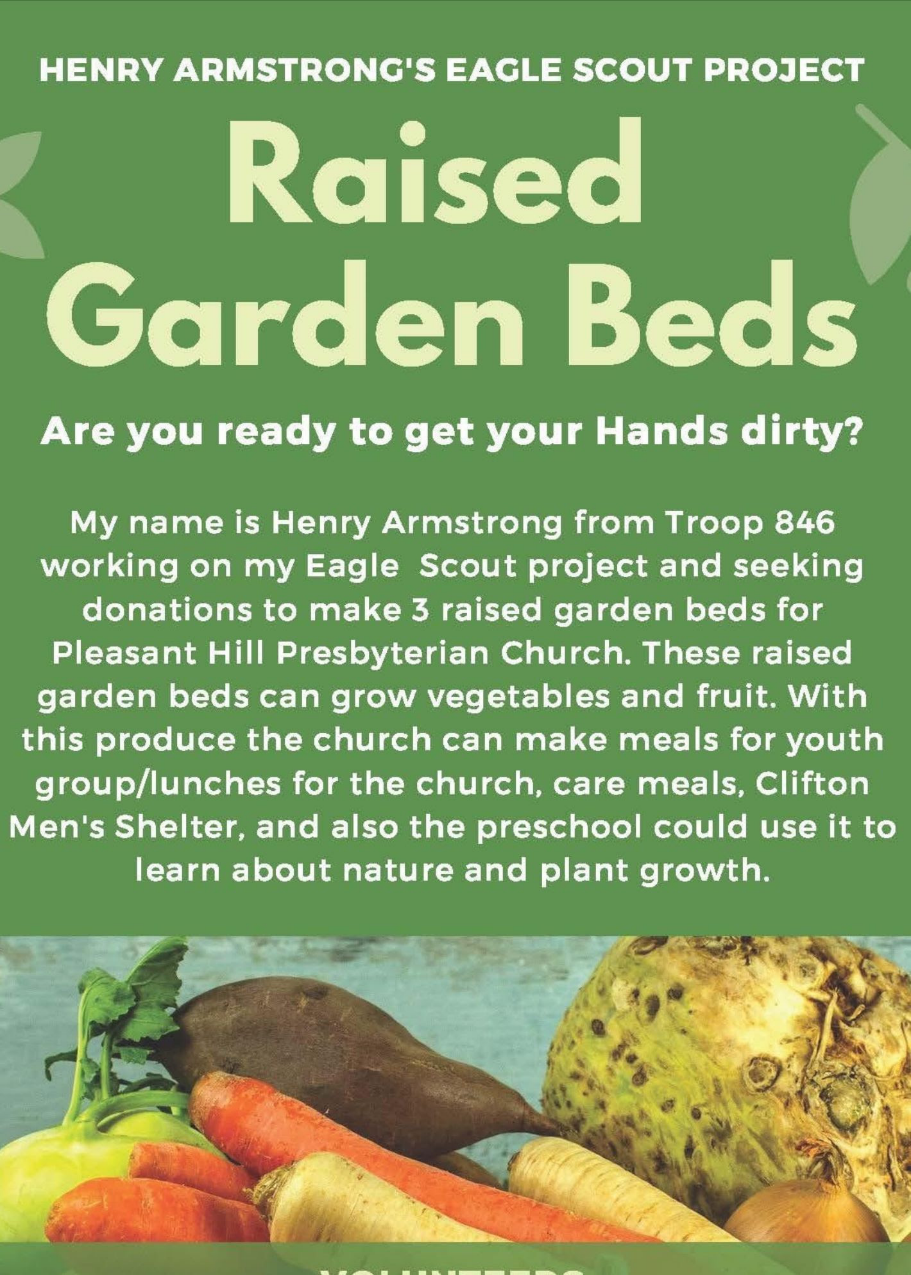 HENRY ARMSTRONG'S EAGLE SCOUT PROJECT
Raised
Garden Beds
Are you ready to get your Hands dirty?
My name is Henry Armstrong from Troop 846
working on my Eagle Scout project and seeking
donations to make 3 raised garden beds for
Pleasant Hill Presbyterian Church. These raised
garden beds can grow vegetables and fruit. With
this produce the church can make meals for youth
group/lunches for the church, care meals, Clifton
Men's Shelter, and also the preschool could use it to
learn about nature and plant growth.
VOLUNTEERS